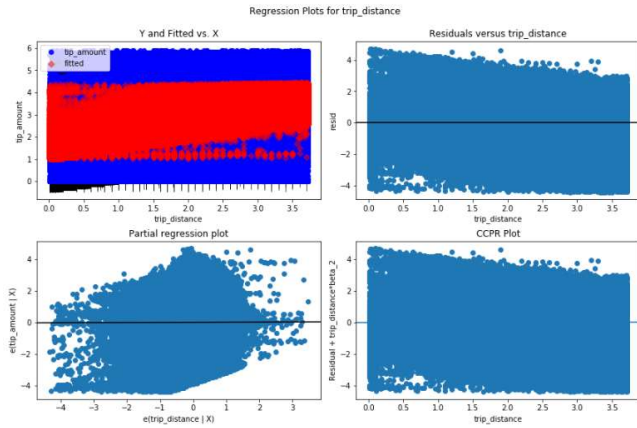 Regression Plots for trip_distance
Y and Fitted vs. X
tip_amount
fitted
tip_amount
6
5
4
3
2
1
0
0.0 0.5 1.0 1.5 2.0 2.5 3.0 3.5
trip_distance
Residuals versus trip_distance
resid
4
2
0
−2
−4
0.0 0.5 1.0 1.5 2.0 2.5 3.0 3.5
trip_distance
Partial regression plot
e(tip_amount | X)
4
2
0
−2
−4
−4 −3 −2 −1 0 1 2 3
e(trip_distance | X)
CCPR Plot
Residual + trip_distance*beta_2
4
2
0
−2
−4
0.0 0.5 1.0 1.5 2.0 2.5 3.0 3.5
trip_distance